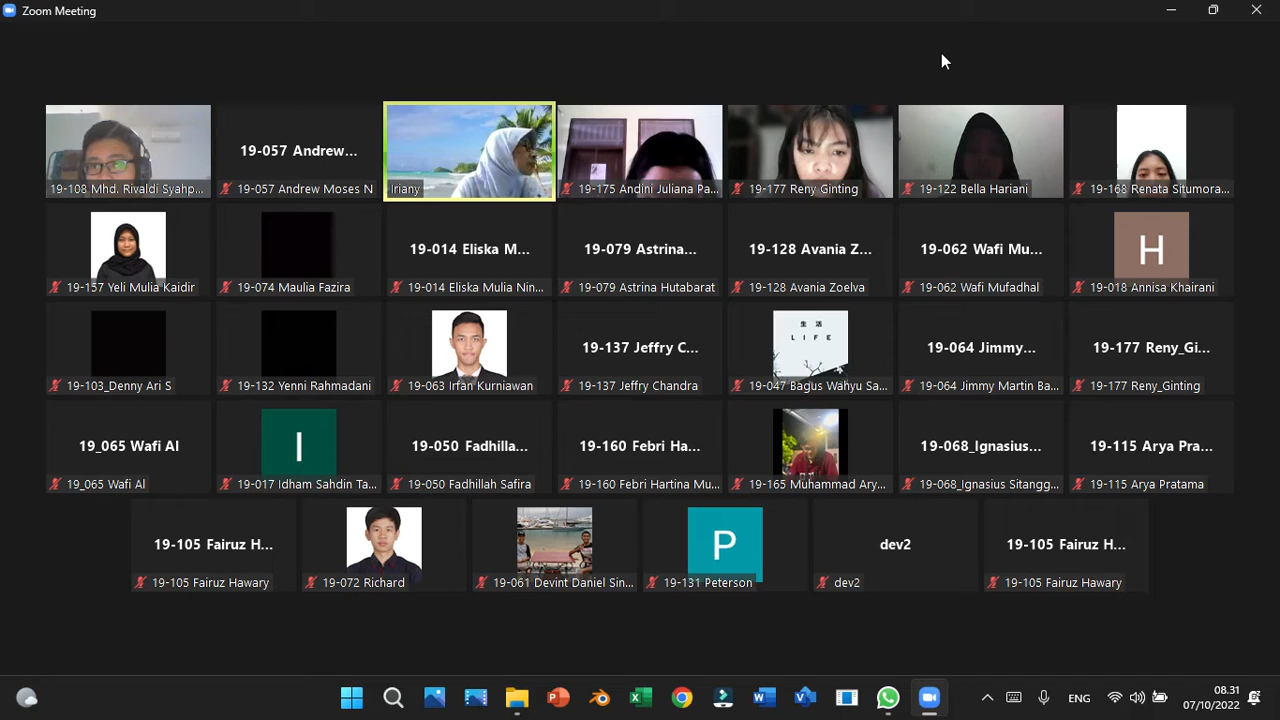 Zoom Meeting
19-057 Andrew...
19-108 Mhd. Rivaldi Syahp...
19-057 Andrew Moses N
Iriany
19-175 Andini Juliana Pa...
19-177 Reny Ginting
19-122 Bella Hariani
19-168 Renata Situmora...
19-014 Eliska M...
19-079 Astrina...
19-128 Avania Z...
19-062 Wafi Mu...
H
19-157 Yeli Mulia Kaidir
19-074 Maulia Fazira
19-014 Eliska Mulia Nin...
19-079 Astrina Hutabarat
19-128 Avania Zoelva
19-062 Wafi Mufadhal
19-018 Annisa Khairani
19-137 Jeffry C...
生 活
LIFE
19-064 Jimmy...
19-177 Reny_Gi...
19-103_Denny Ari S
19-132 Yenni Rahmadani
19-063 Irfan Kurniawan
19-137 Jeffry Chandra
19-047 Bagus Wahyu Sa...
19-064 Jimmy Martin Ba...
19-177 Reny_Ginting
19_065 Wafi Al
I
19-050 Fadhilla...
19-160 Febri Ha...
19-068_Ignasius...
19-115 Arya Pra...
19_065 Wafi Al
19-017 Idham Sahdin Ta...
19-050 Fadhillah Safira
19-160 Febri Hartina Mu...
19-165 Muhammad Ary...
19-068_Ignasius Sitangg...
19-115 Arya Pratama
19-105 Fairuz H...
P
dev2
19-105 Fairuz H...
19-105 Fairuz Hawary
19-072 Richard
19-061 Devint Daniel Sin...
19-131 Peterson
dev2
19-105 Fairuz Hawary
ENG
08.31
07/10/2022